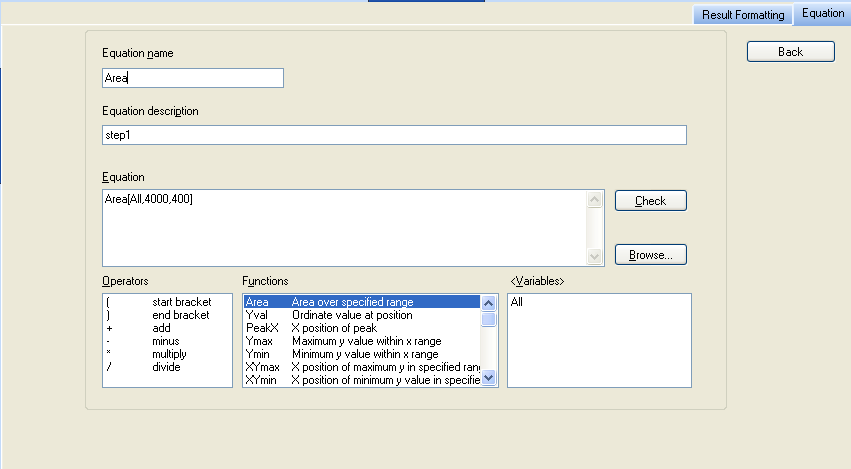 Result Formatting
Equation
Back
Equation name
Area
Equation description
step1
Equation
Area[All,4000,400]
Check
Browse...
Operators
( start bracket
) end bracket
+ add
- minus
* multiply
/ divide
Functions
Area Area over specified range
Yval Ordinate value at position
PeakX X position of peak
Ymax Maximum y value within x range
Ymin Minimum y value within x range
XYmax X position of maximum y in specified rang
XYmin X position of minimum y value in specifie
<Variables>
All